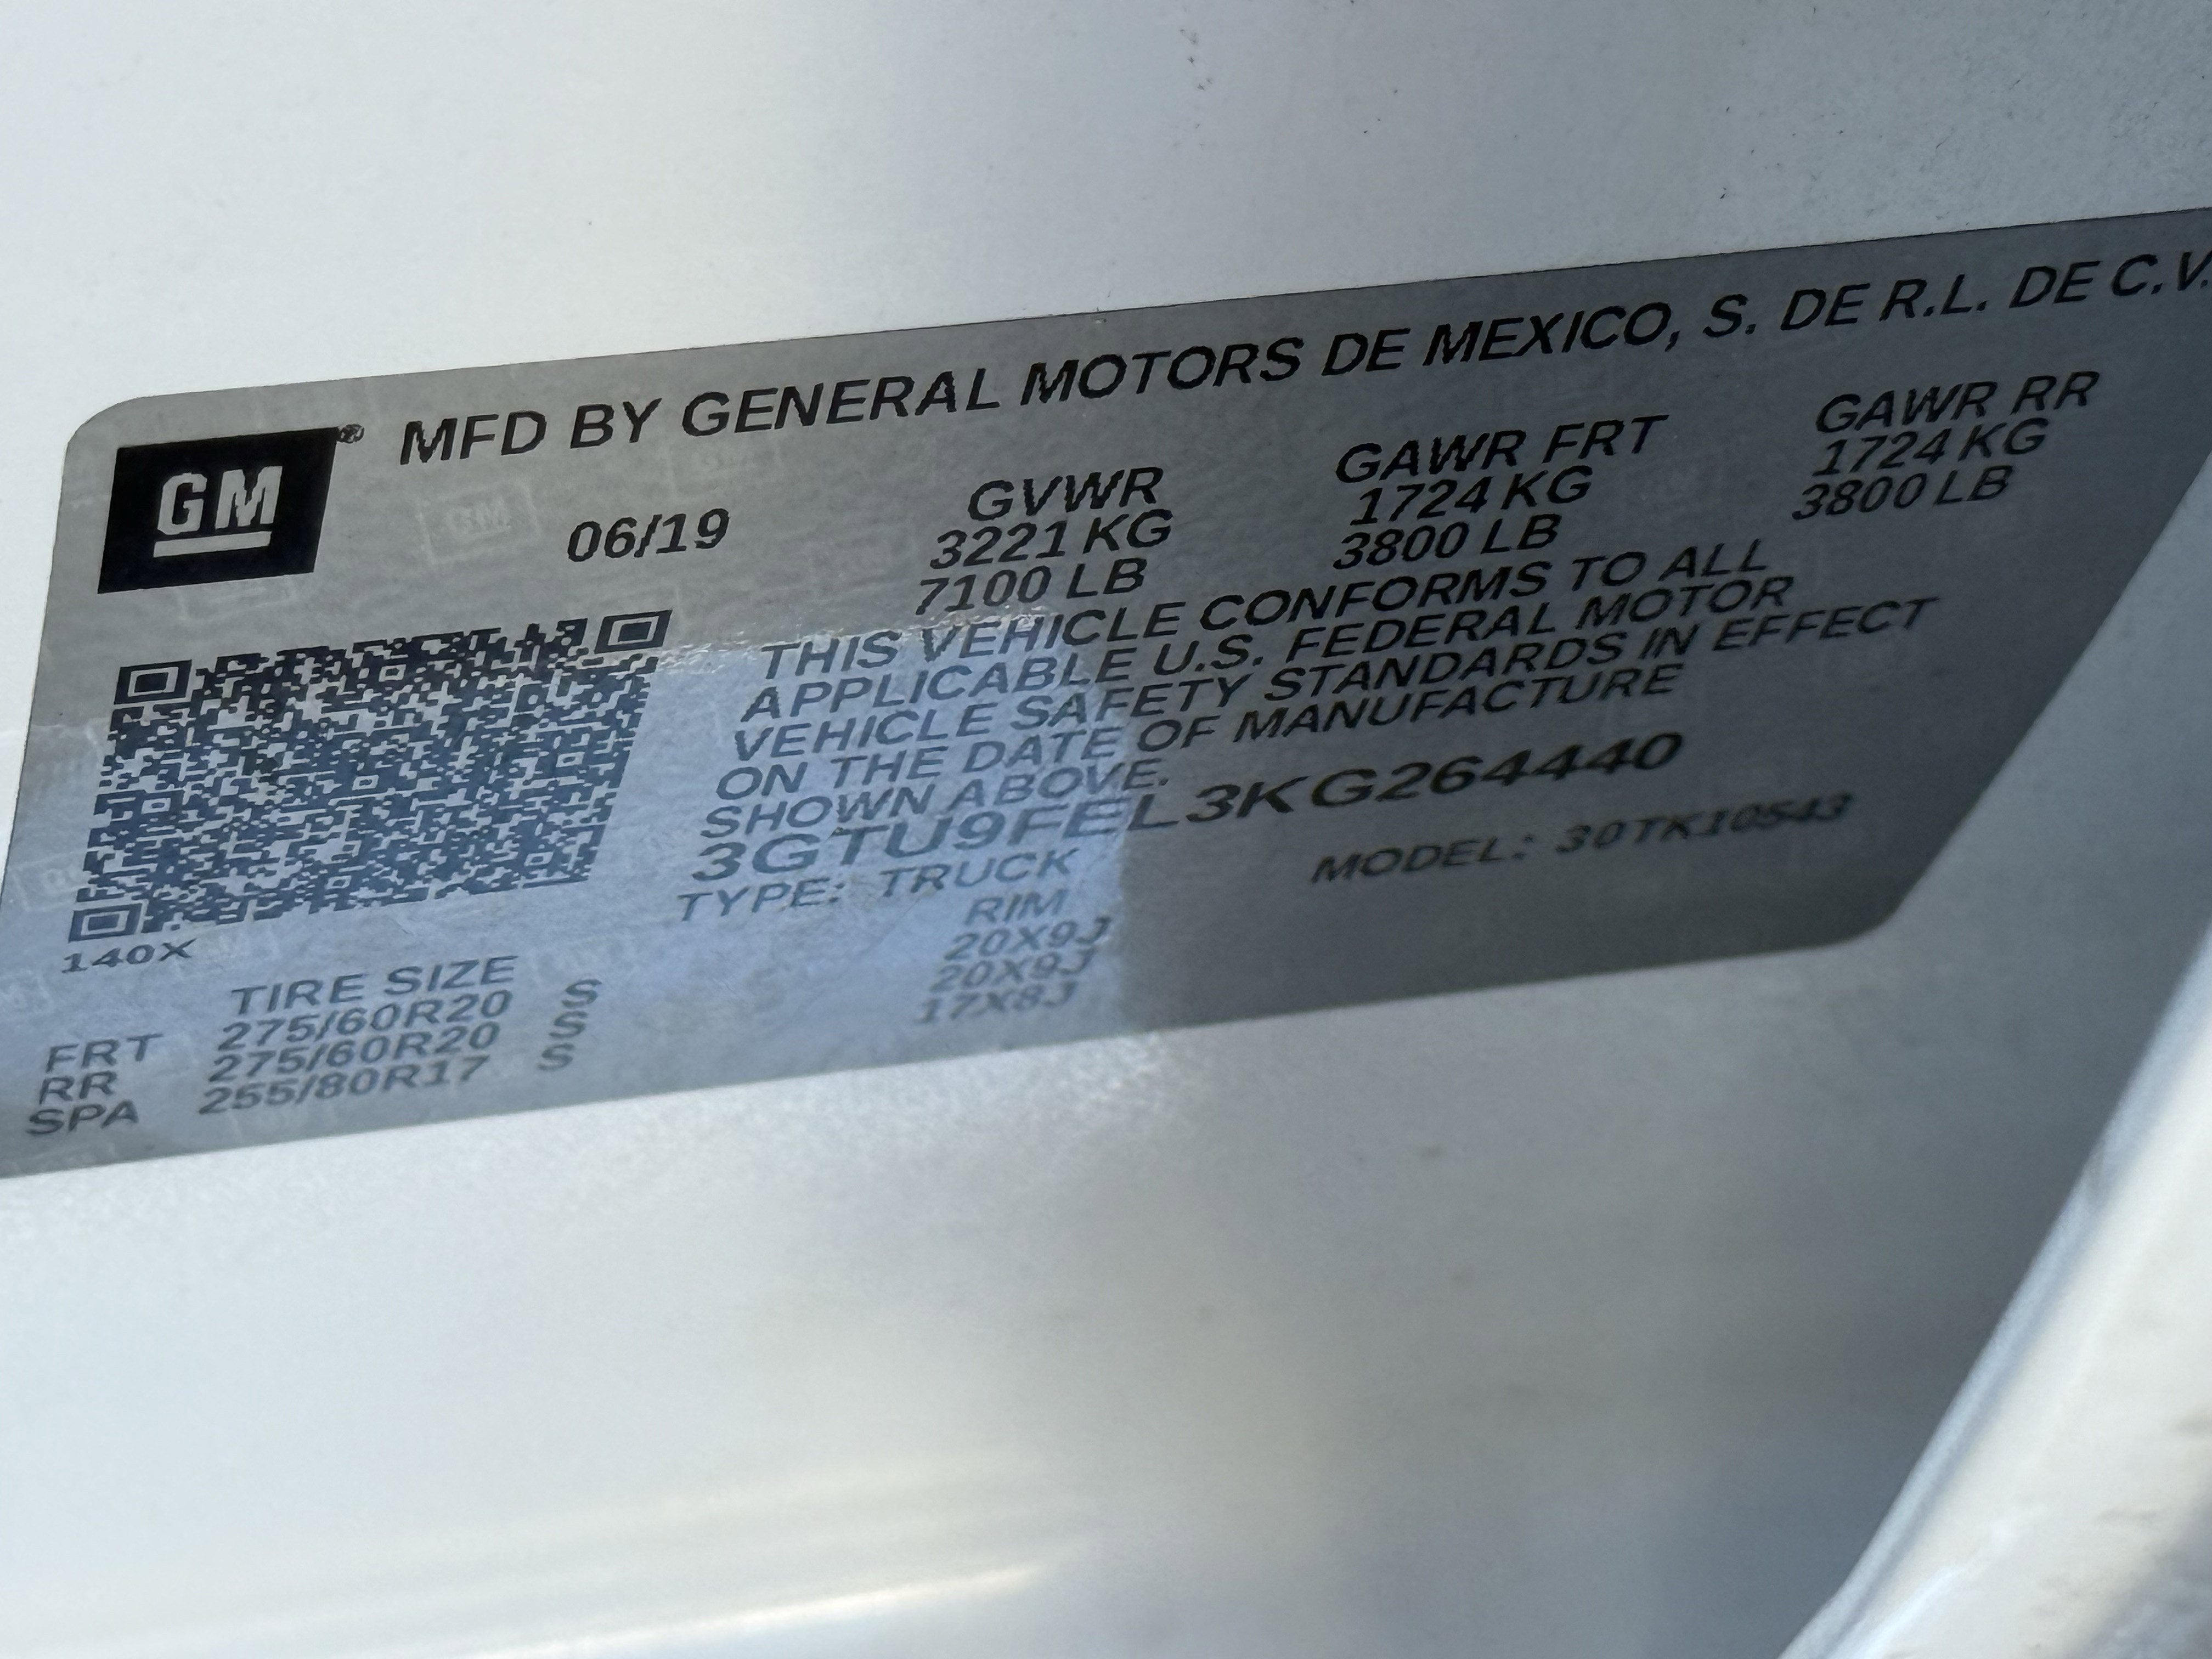 GM ® MFD BY GENERAL MOTORS DE MEXICO, S. DE R.L. DE C.V.
06/19 GVWR GAWR FRT GAWR RR
3221 KG 1724 KG 1724 KG
7100 LB 3800 LB 3800 LB
THIS VEHICLE CONFORMS TO ALL
APPLICABLE U.S. FEDERAL MOTOR
VEHICLE SAFETY STANDARDS IN EFFECT
ON THE DATE OF MANUFACTURE
SHOWN ABOVE.
3GTU9FEL3KG264440
TYPE: TRUCK MODEL: 30TK10543
140X
TIRE SIZE RIM
FRT 275/60R20 S 20X9J
RR 275/60R20 S 20X9J
SPA 255/80R17 S 17X8J